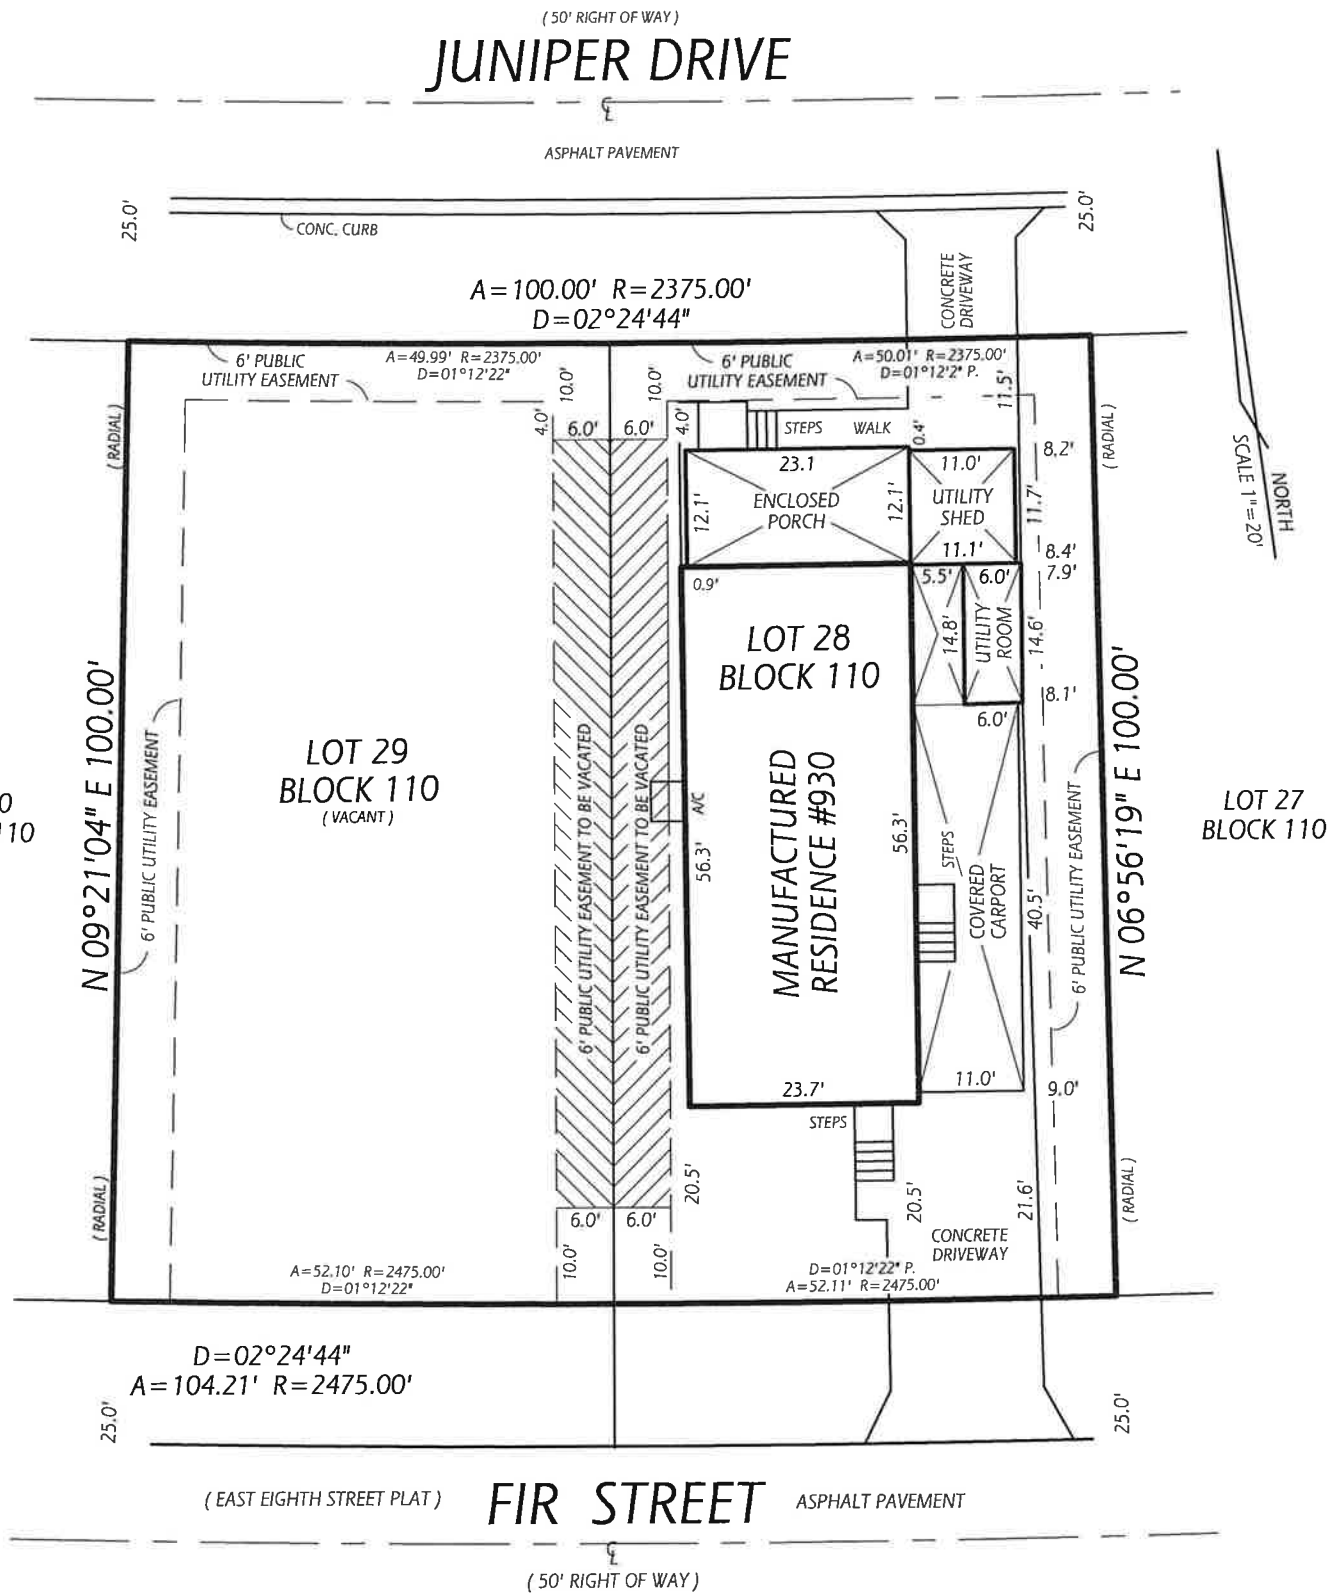 ( 50' RIGHT OF WAY )
JUNIPER DRIVE
℄
ASPHALT PAVEMENT
25.0'
25.0'
CONC. CURB
CONCRETE
DRIVEWAY
A=100.00' R=2375.00'
D=02°24'44"
6' PUBLIC
UTILITY EASEMENT
A=49.99' R=2375.00'
D=01°12'22"
10.0'
10.0'
6' PUBLIC
UTILITY EASEMENT
A=50.01' R=2375.00'
D=01°12'2" P.
11.5'
( RADIAL )
4.0'
6.0'
6.0'
4.0'
STEPS
WALK
0.4'
8.2'
( RADIAL )
NORTH
SCALE 1"=20'
23.1
ENCLOSED
PORCH
12.1'
12.1'
11.0'
UTILITY
SHED
11.1'
11.7'
8.4'
7.9'
0.9'
5.5'
6.0'
14.8'
UTILITY
ROOM
14.6'
8.1'
6.0'
LOT 28
BLOCK 110
N 09°21'04" E 100.00'
6' PUBLIC UTILITY EASEMENT
LOT 29
BLOCK 110
( VACANT )
6' PUBLIC UTILITY EASEMENT TO BE VACATED
6' PUBLIC UTILITY EASEMENT TO BE VACATED
A/C
56.3'
MANUFACTURED
RESIDENCE #930
56.3'
STEPS
COVERED
CARPORT
40.5'
6' PUBLIC UTILITY EASEMENT
N 06°56'19" E 100.00'
0
10
LOT 27
BLOCK 110
23.7'
11.0'
9.0'
STEPS
( RADIAL )
20.5'
20.5'
21.6'
( RADIAL )
6.0'
6.0'
10.0'
10.0'
CONCRETE
DRIVEWAY
A=52.10' R=2475.00'
D=01°12'22"
D=01°12'22" P.
A=52.11' R=2475.00'
D=02°24'44"
A=104.21' R=2475.00'
25.0'
25.0'
( EAST EIGHTH STREET PLAT )
FIR STREET
ASPHALT PAVEMENT
℄
( 50' RIGHT OF WAY )